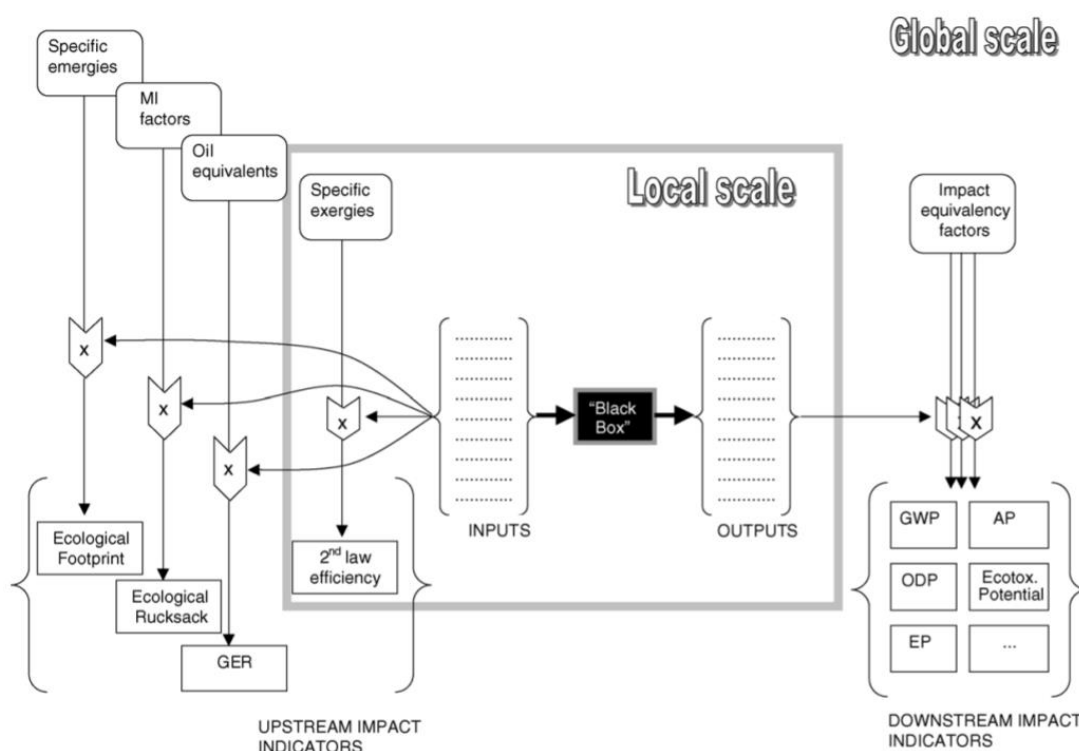 Global scale
Specific
emergies
MI
factors
Oil
equivalents
Local scale
Specific
exergies
Impact
equivalency
factors
x
x
x
x
x
....................
....................
....................
....................
....................
....................
....................
....................
....................
"Black
Box"
....................
....................
....................
....................
....................
....................
....................
....................
....................
INPUTS
OUTPUTS
Ecological
Footprint
Ecological
Rucksack
GER
2nd law
efficiency
GWP
AP
ODP
Ecotox.
Potential
EP
...
UPSTREAM IMPACT
INDICATORS
DOWNSTREAM IMPACT
INDICATORS